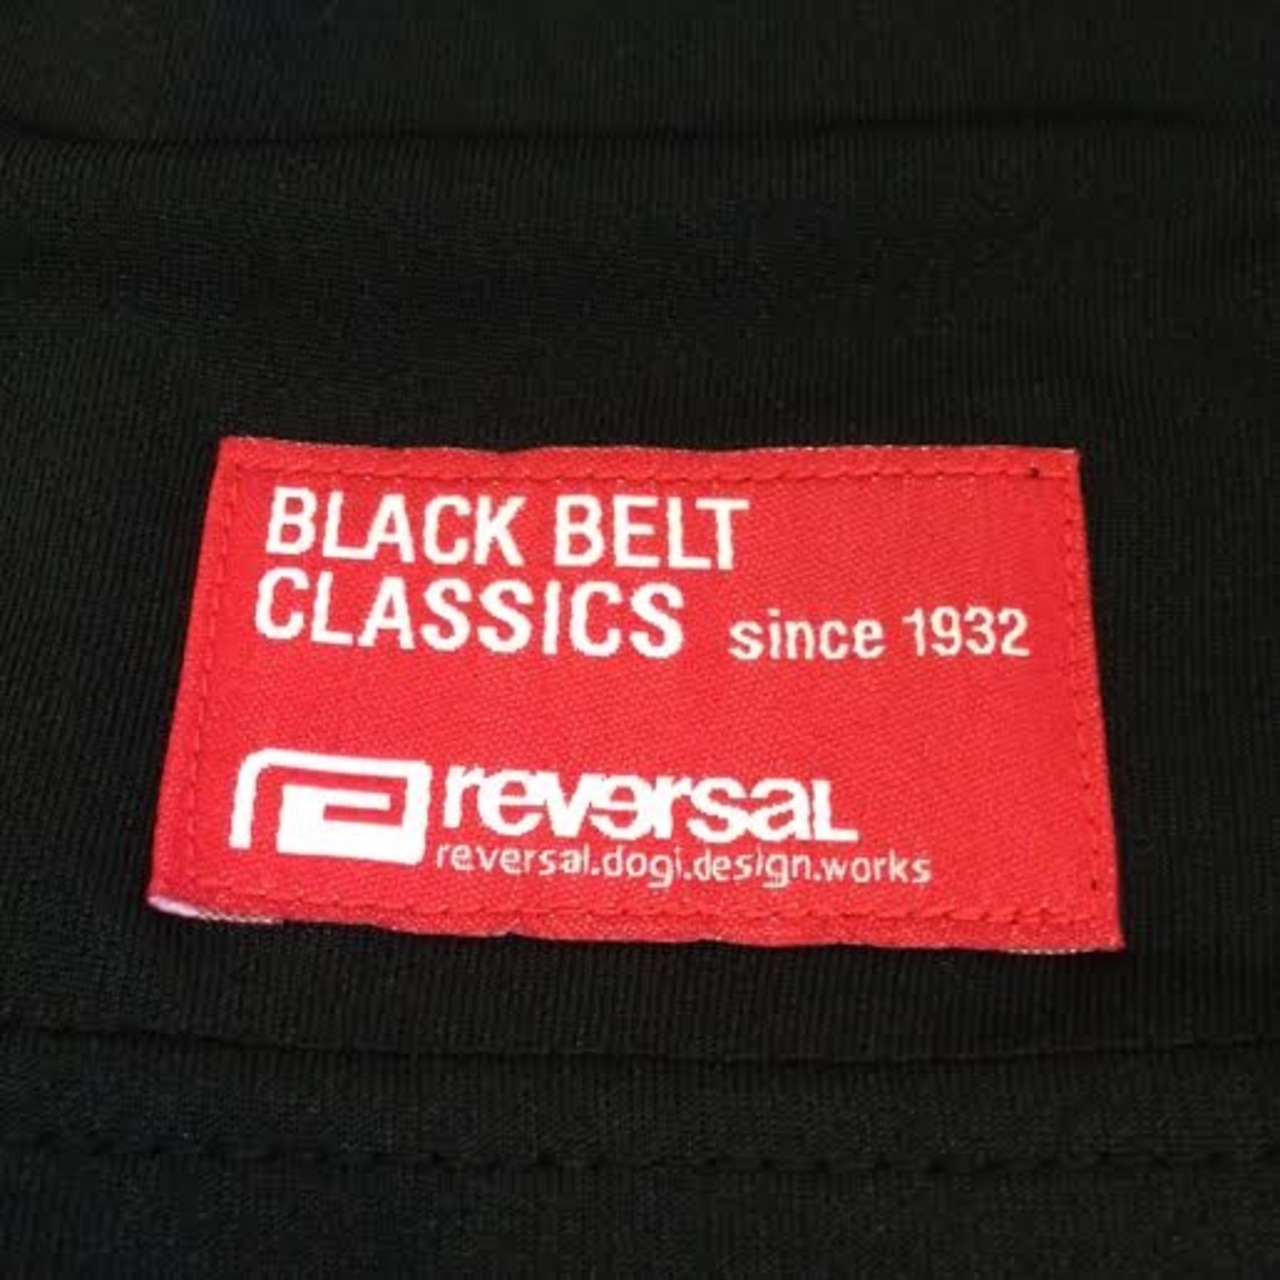 BLACK BELT
CLASSICS since 1932
reversal
reversal.dogi.design.works